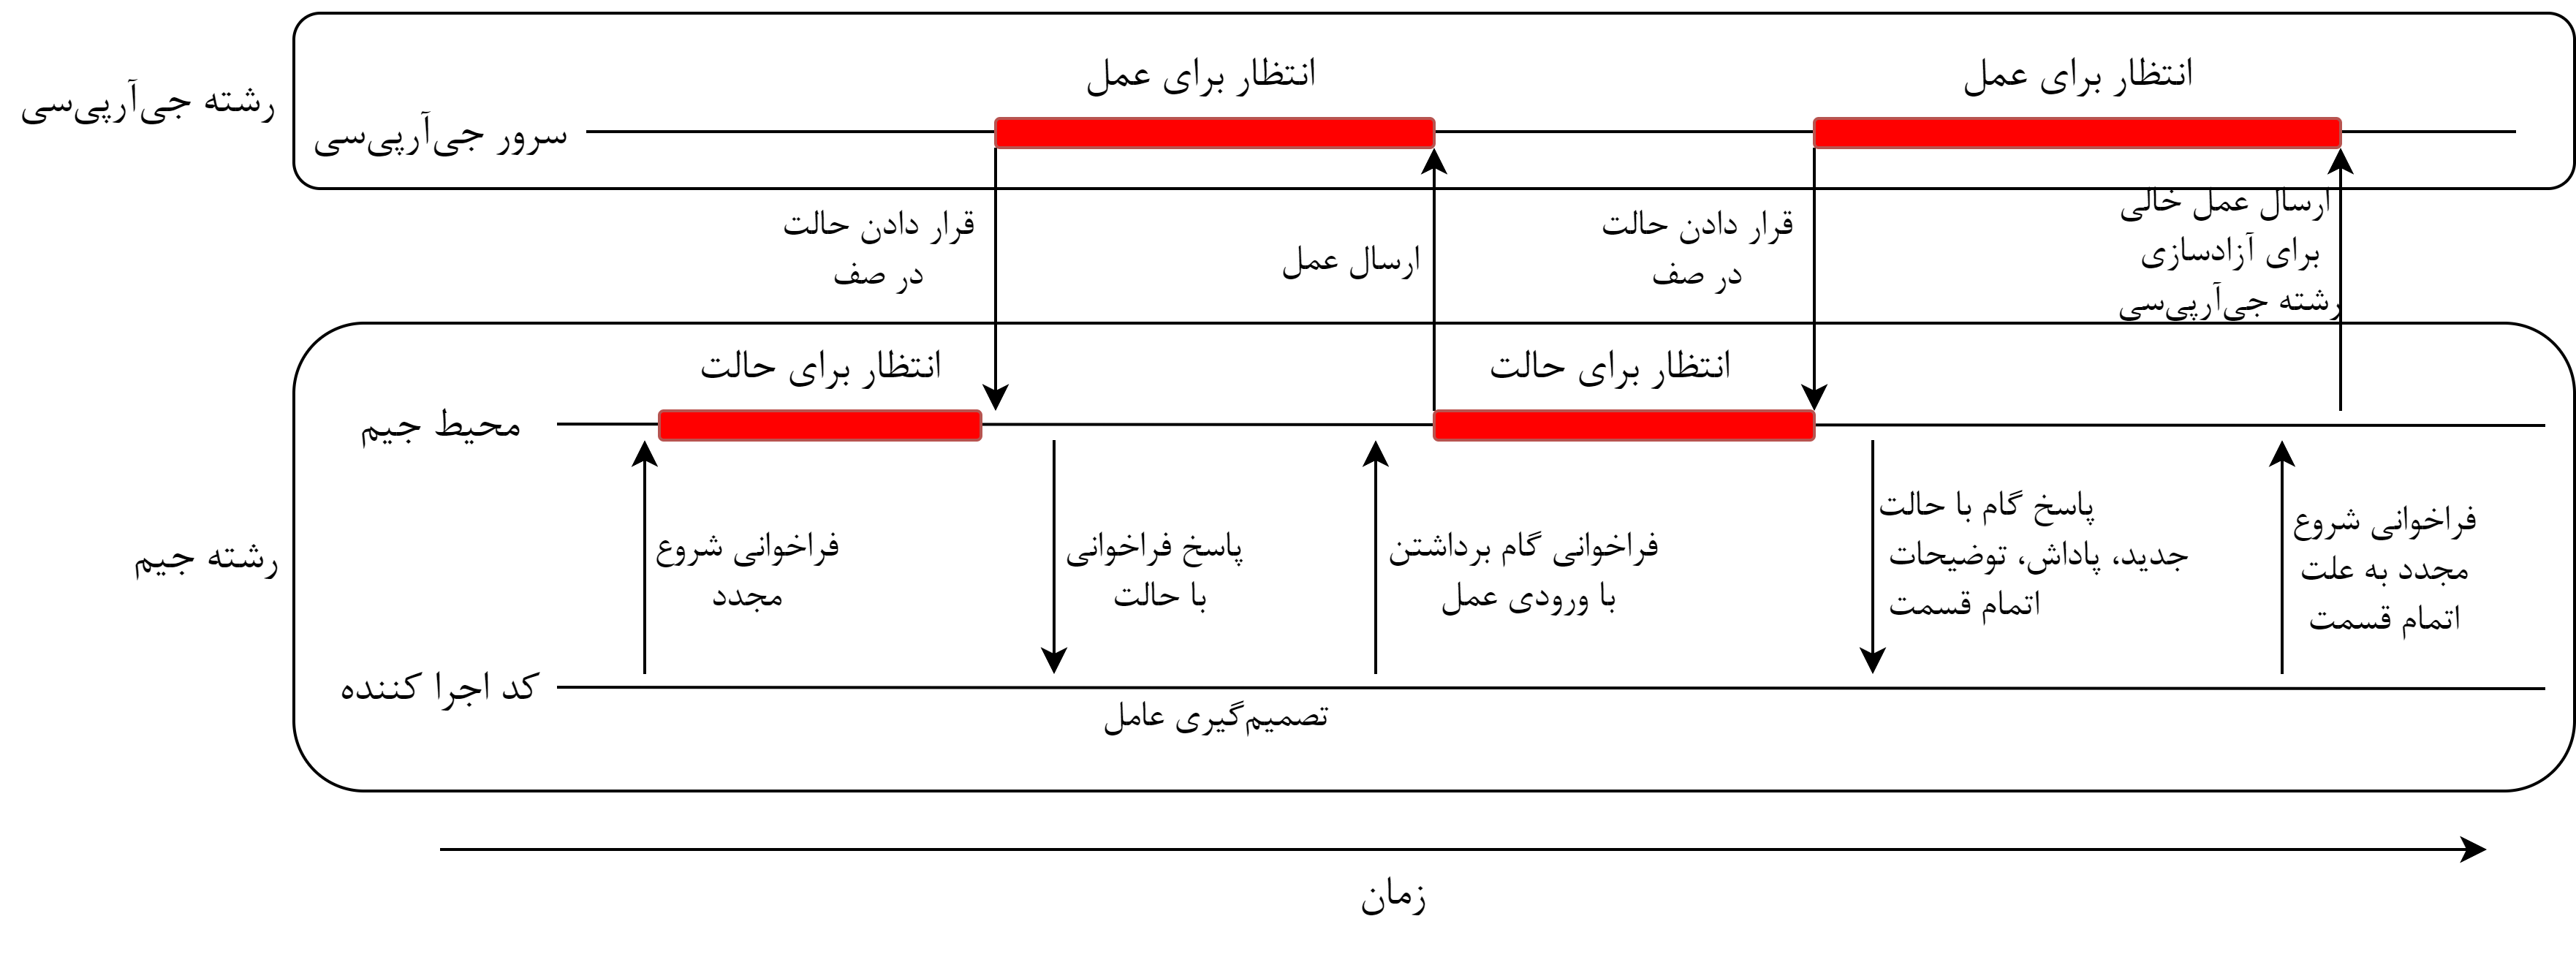 انتظار برای عمل
انتظار برای عمل
رشته جی‌آرپی‌سی
سرور جی‌آرپی‌سی
قرار دادن حالت
در صف
ارسال عمل
قرار دادن حالت
در صف
ارسال عمل خالی
برای آزادسازی
رشته جی‌آرپی‌سی
انتظار برای حالت
انتظار برای حالت
محیط جیم
رشته جیم
فراخوانی شروع
مجدد
پاسخ فراخوانی
با حالت
فراخوانی گام برداشتن
با ورودی عمل
پاسخ گام با حالت
جدید، پاداش، توضیحات
اتمام قسمت
فراخوانی شروع
مجدد به علت
اتمام قسمت
کد اجرا کننده
تصمیم‌گیری عامل
زمان